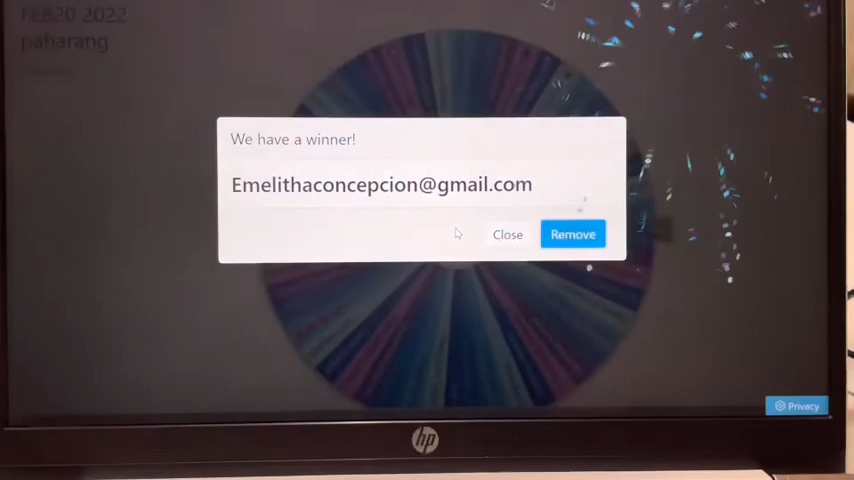 FEB20 2022
paharang
We have a winner!
Emelithaconcepcion@gmail.com
Close
Remove
Privacy
hp